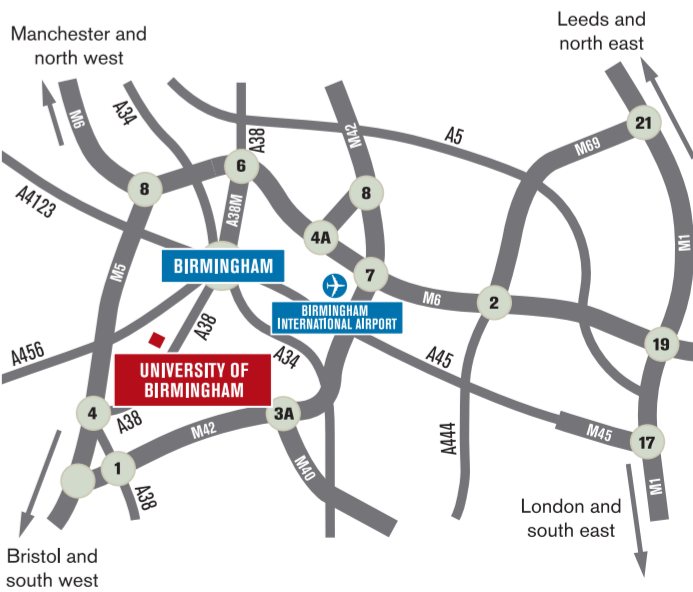 Leeds and
north east
Manchester and
north west
M6
A34
A38
M42
A5
21
M69
6
8
8
A4123
A38M
M1
4A
BIRMINGHAM
7
M5
BIRMINGHAM
INTERNATIONAL AIRPORT
M6
2
A38
A456
A34
A45
19
UNIVERSITY OF
BIRMINGHAM
4
A38
M42
3A
A444
M45
17
1
M40
A38
M1
London and
south east
Bristol and
south west